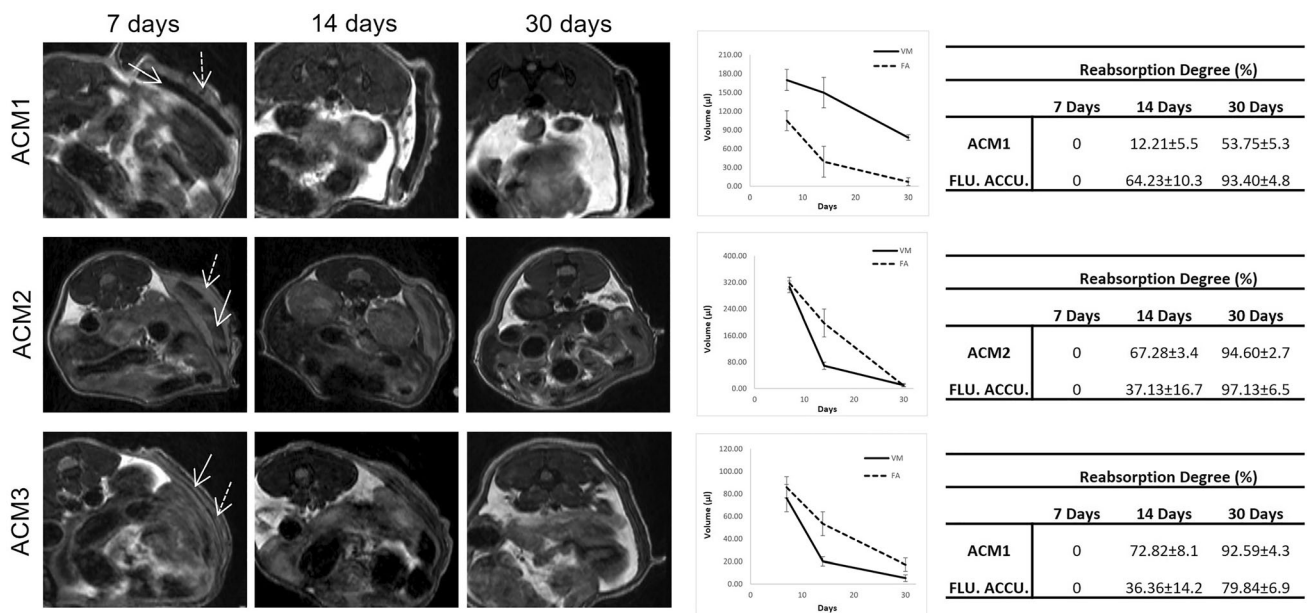 7 days 14 days 30 days
ACM1
210.00
180.00
150.00
120.00
90.00
60.00
30.00
0.00
Volume (µl)
0 10 20 30
Days
VM
FA
Reabsorption Degree (%)
7 Days 14 Days 30 Days
ACM1 0 12.21±5.5 53.75±5.3
FLU. ACCU. 0 64.23±10.3 93.40±4.8
ACM2
400.00
320.00
240.00
160.00
80.00
0.00
Volume (µl)
0 10 20 30
Days
VM
FA
Reabsorption Degree (%)
7 Days 14 Days 30 Days
ACM2 0 67.28±3.4 94.60±2.7
FLU. ACCU. 0 37.13±16.7 97.13±6.5
ACM3
120.00
100.00
80.00
60.00
40.00
20.00
0.00
Volume (µl)
0 10 20 30
Days
VM
FA
Reabsorption Degree (%)
7 Days 14 Days 30 Days
ACM1 0 72.82±8.1 92.59±4.3
FLU. ACCU. 0 36.36±14.2 79.84±6.9